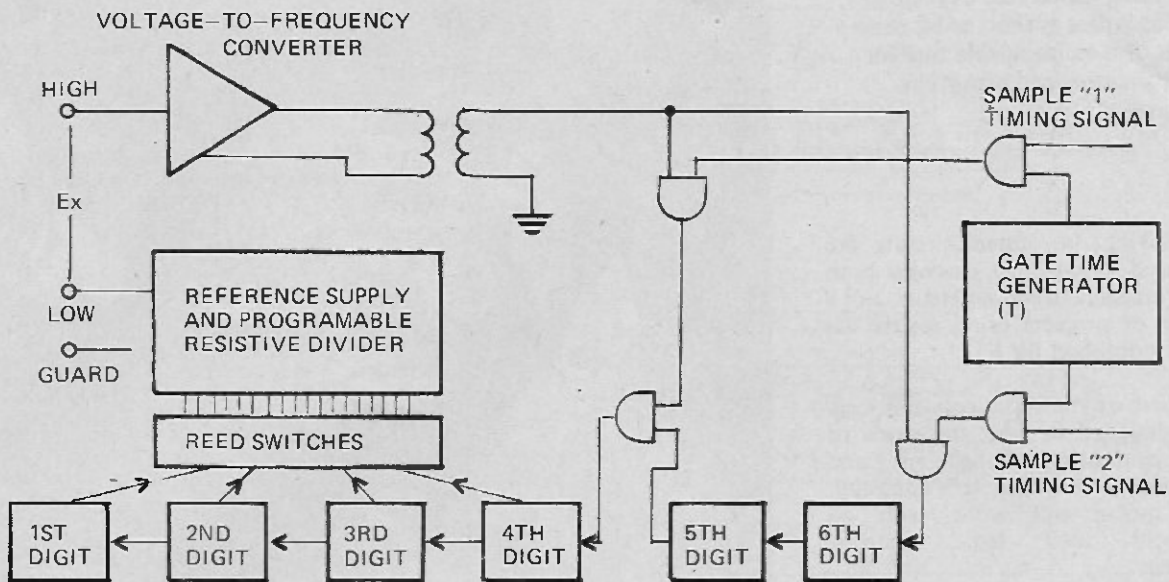 VOLTAGE-TO-FREQUENCY
CONVERTER
HIGH
Ex
LOW
GUARD
REFERENCE SUPPLY
AND PROGRAMABLE
RESISTIVE DIVIDER
REED SWITCHES
SAMPLE "1"
TIMING SIGNAL
GATE TIME
GENERATOR
(T)
SAMPLE "2"
TIMING SIGNAL
1ST
DIGIT
2ND
DIGIT
3RD
DIGIT
4TH
DIGIT
5TH
DIGIT
6TH
DIGIT